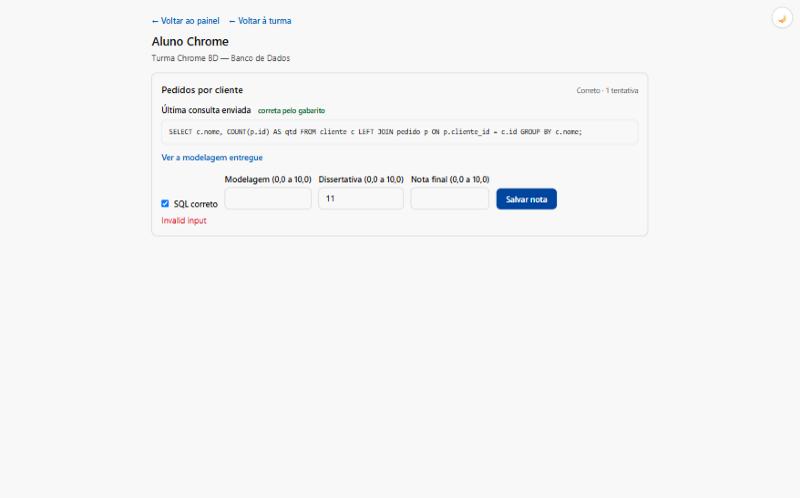 ← Voltar ao painel ← Voltar à turma
Aluno Chrome
Turma Chrome BD — Banco de Dados
Pedidos por cliente Correto · 1 tentativa
Última consulta enviada correta pelo gabarito
SELECT c.nome, COUNT(p.id) AS qtd FROM cliente c LEFT JOIN pedido p ON p.cliente_id = c.id GROUP BY c.nome;
Ver a modelagem entregue
Modelagem (0,0 a 10,0) Dissertativa (0,0 a 10,0) Nota final (0,0 a 10,0)
SQL correto 11 Salvar nota
Invalid input